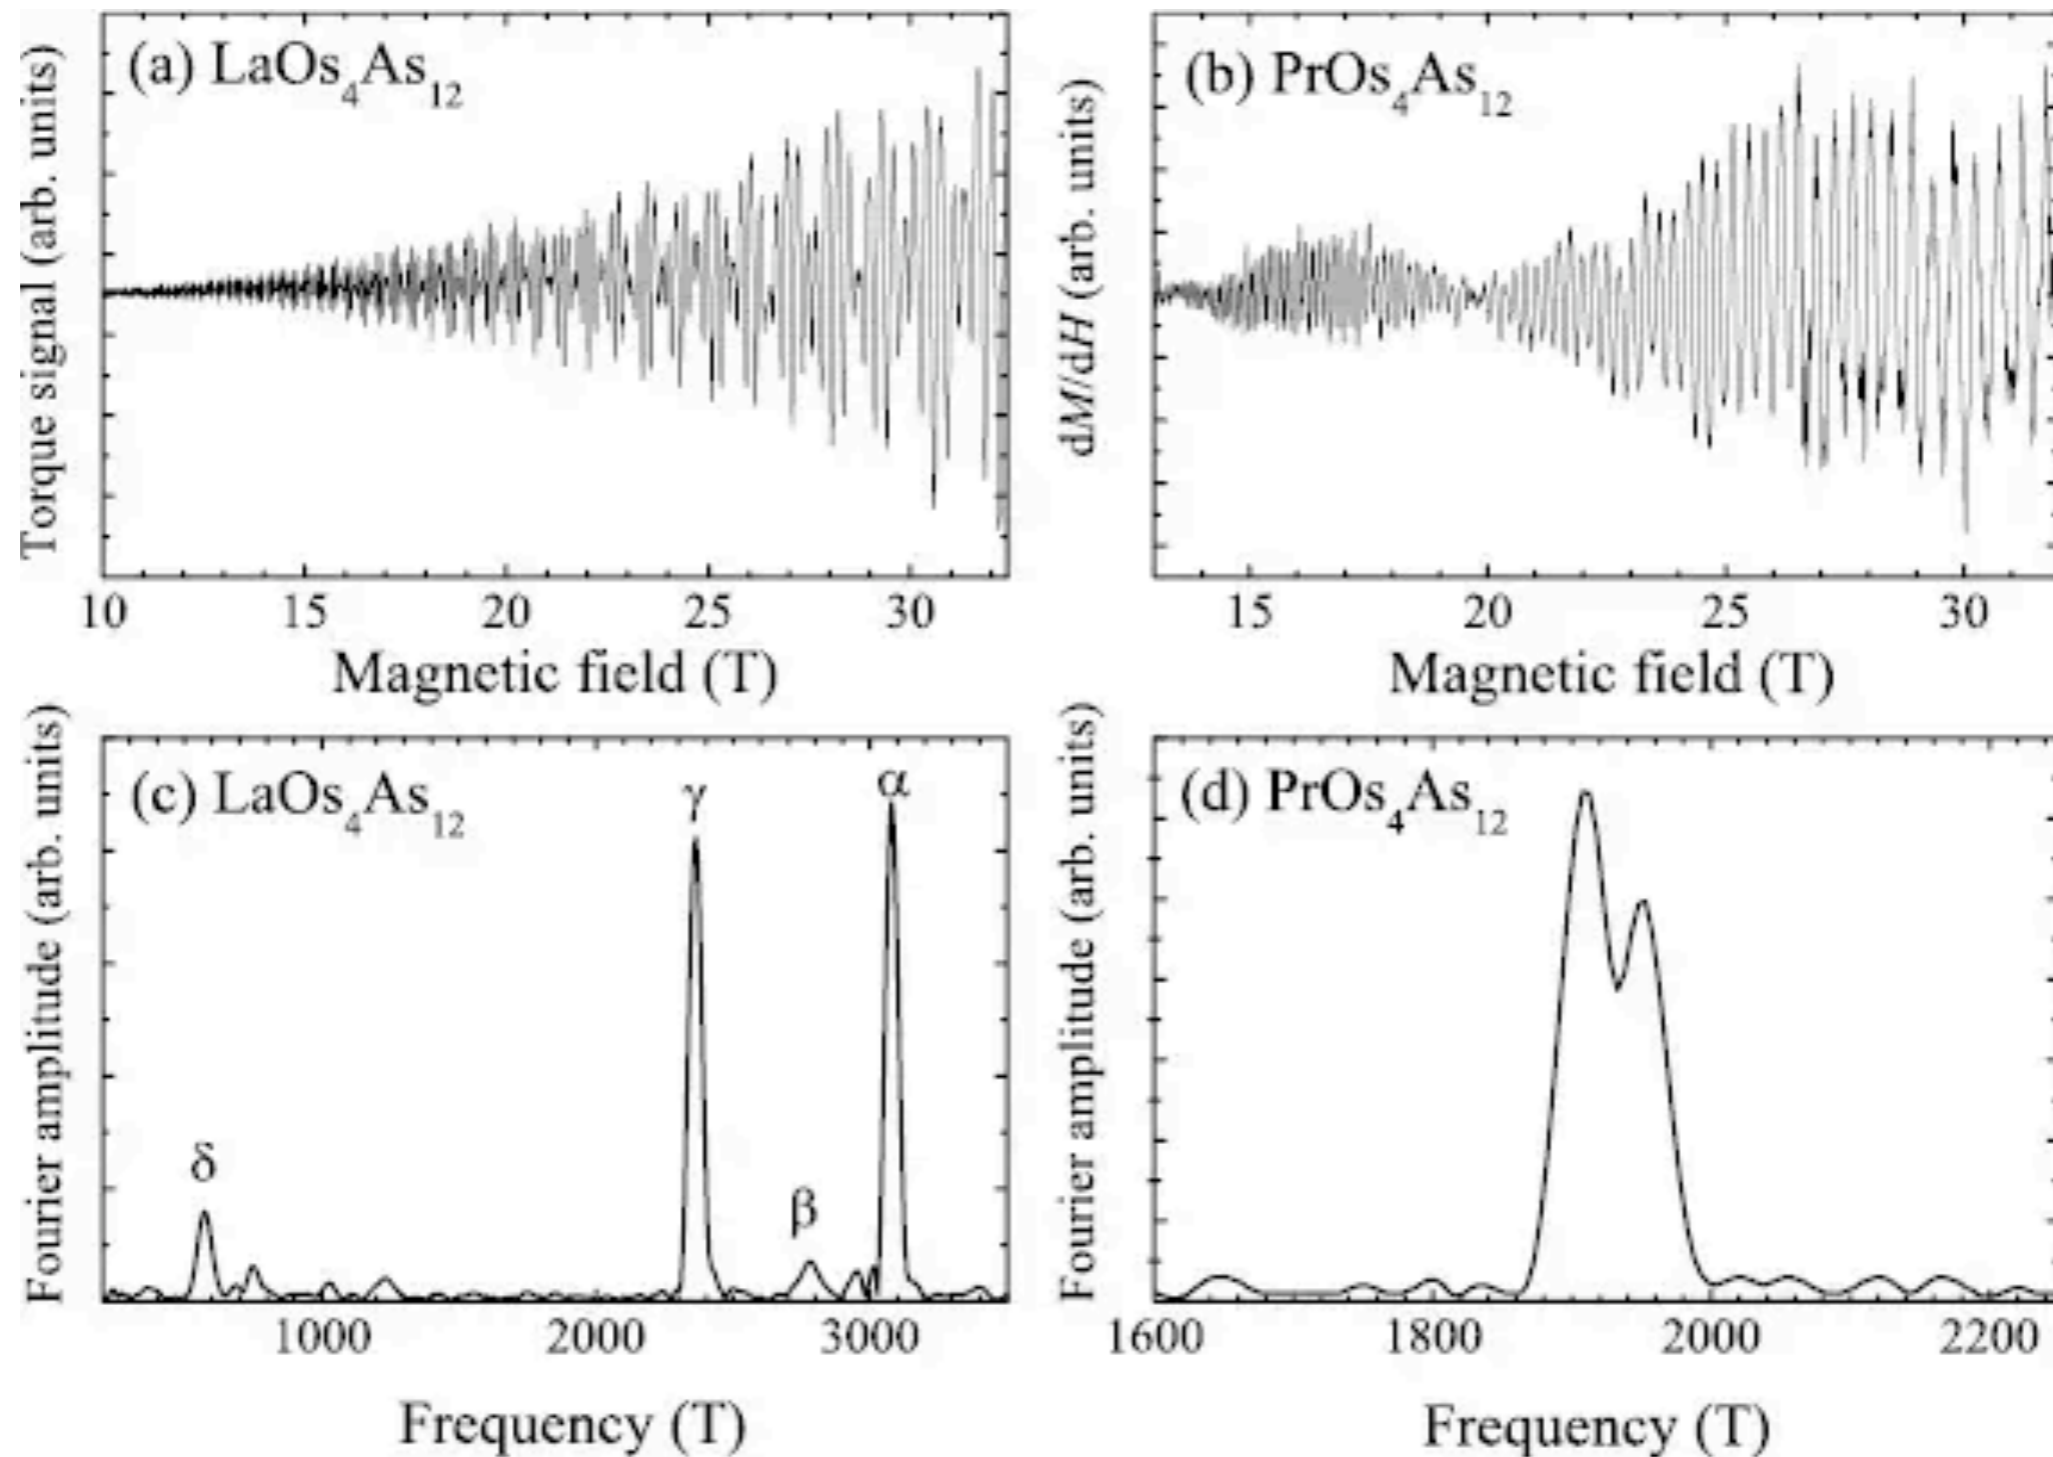 (a) LaOs₄As₁₂
Torque signal (arb. units)
10 15 20 25 30
Magnetic field (T)
(b) PrOs₄As₁₂
dM/dH (arb. units)
15 20 25 30
Magnetic field (T)
(c) LaOs₄As₁₂
δ γ β α
Fourier amplitude (arb. units)
1000 2000 3000
Frequency (T)
(d) PrOs₄As₁₂
Fourier amplitude (arb. units)
1600 1800 2000 2200
Frequency (T)